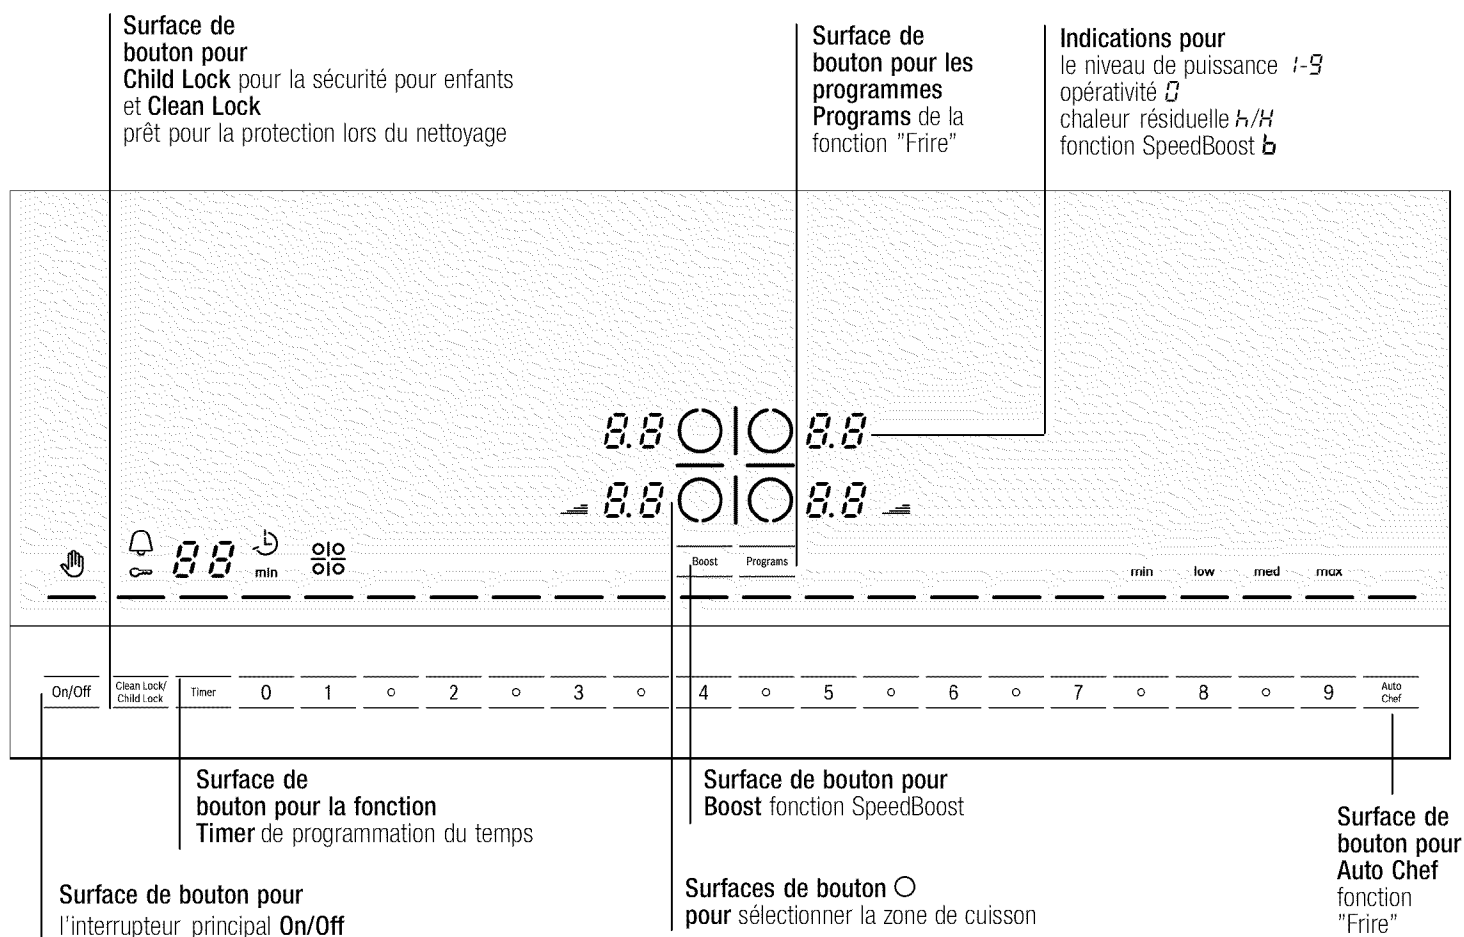 Surface de
bouton pour
Child Lock pour la sécurité pour enfants
et Clean Lock
prêt pour la protection lors du nettoyage
Surface de
bouton pour les
programmes
Programs de la
fonction "Frire"
Indications pour
le niveau de puissance 1-9
opérativité 0
chaleur résiduelle h/H
fonction SpeedBoost b
8.8 8.8
8.8 8.8
88 min
Boost Programs
min low med max
On/Off Clean Lock/ Child Lock Timer 0 1 2 3 4 5 6 7 8 9 Auto Chef
Surface de
bouton pour la fonction
Timer de programmation du temps
Surface de bouton pour
Boost fonction SpeedBoost
Surface de
bouton pour
Auto Chef
fonction
"Frire"
Surface de bouton pour
l'interrupteur principal On/Off
Surfaces de bouton ○
pour sélectionner la zone de cuisson